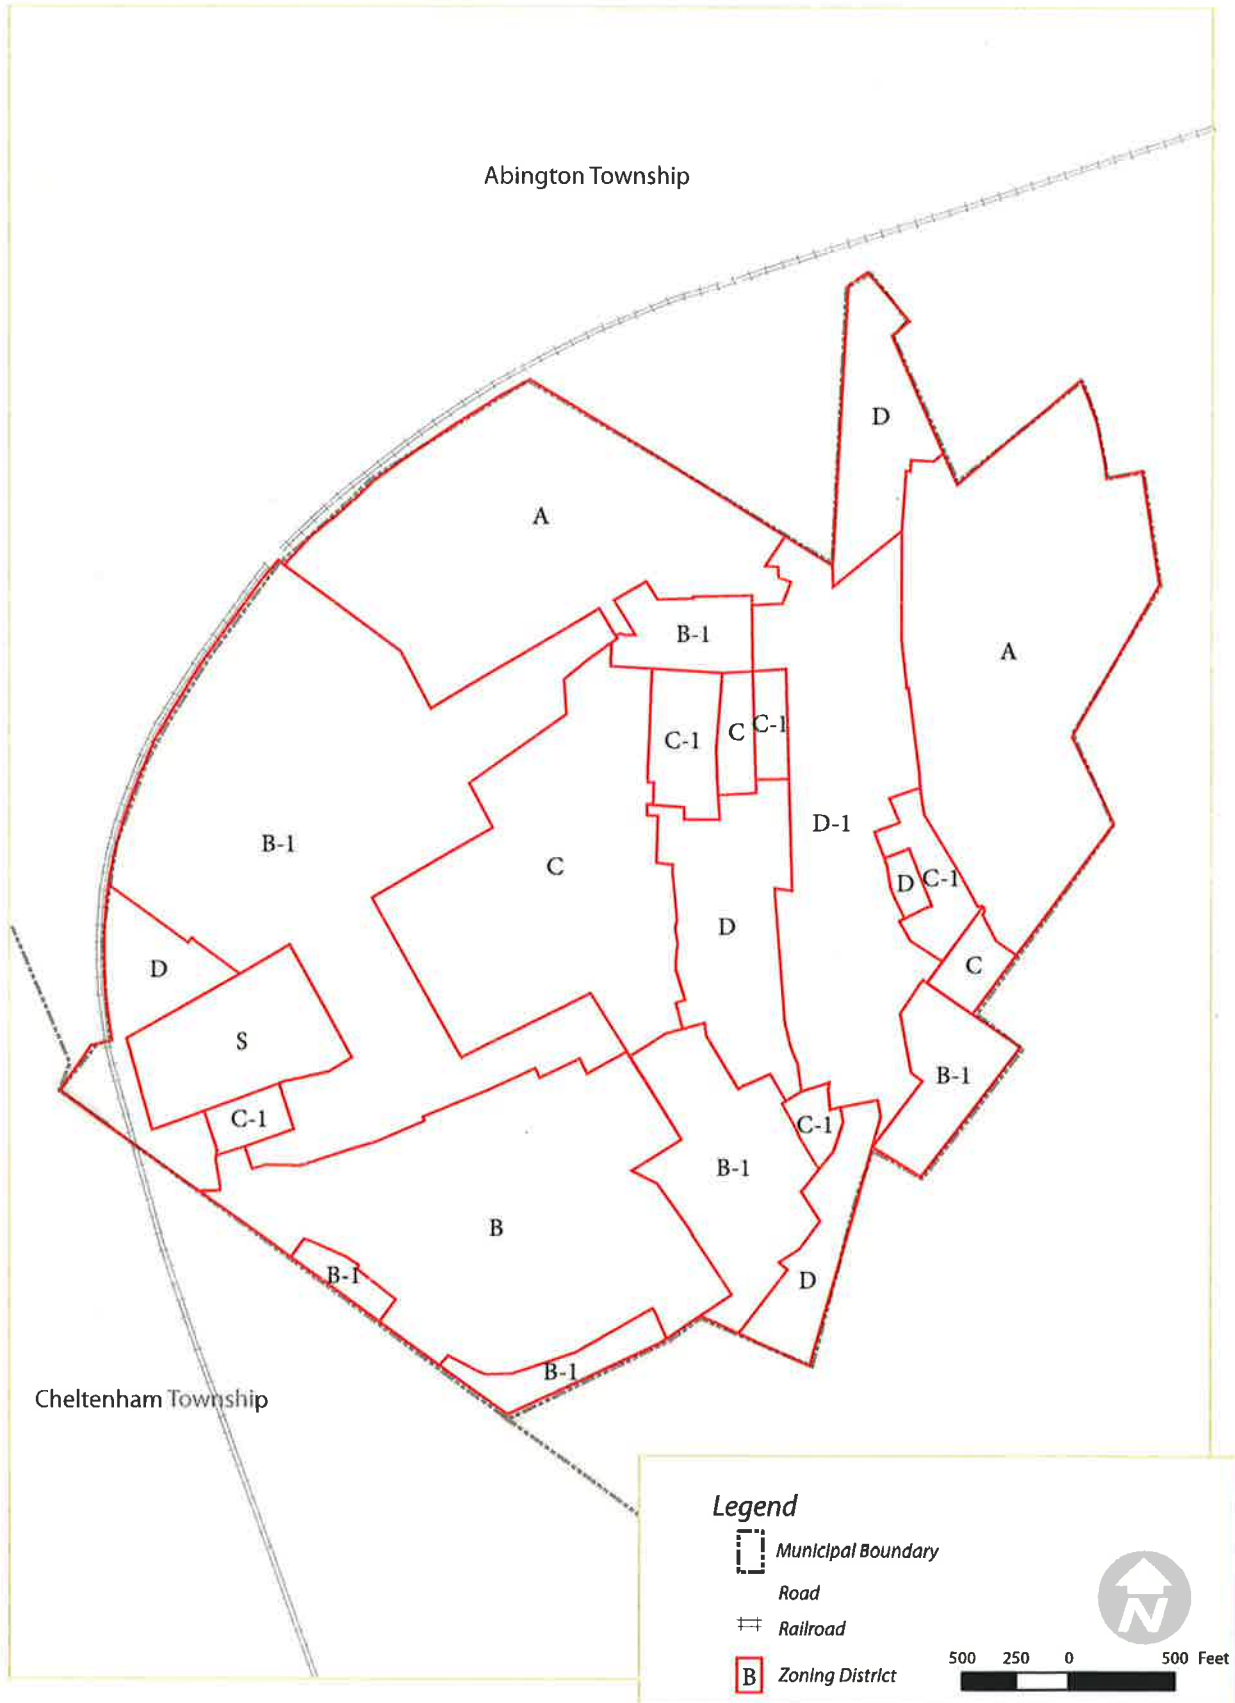 Abington Township
D
A
B-1
A
C-1
C
C-1
D-1
B-1
C
D
C-1
D
D
C
S
B-1
C-1
C-1
B-1
B
B-1
D
B-1
Cheltenham Township
Legend
Municipal Boundary
Road
Railroad
B Zoning District
N
500 250 0 500 Feet